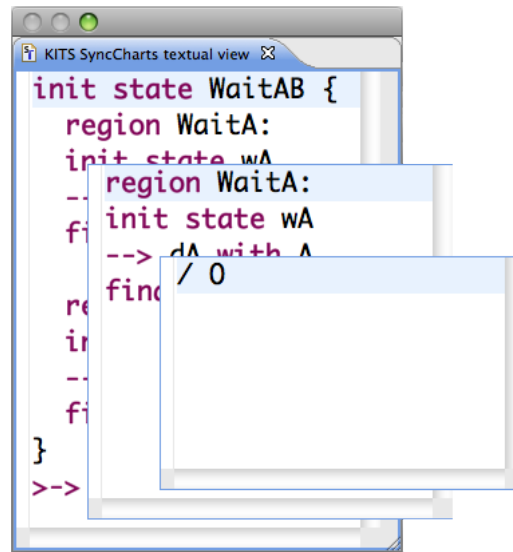 KITS SyncCharts textual view
init state WaitAB {
region WaitA:
init state wA
--
fi
re
in
--
fi
}
>->
region WaitA:
init state wA
--> dA with A
fina
/ O